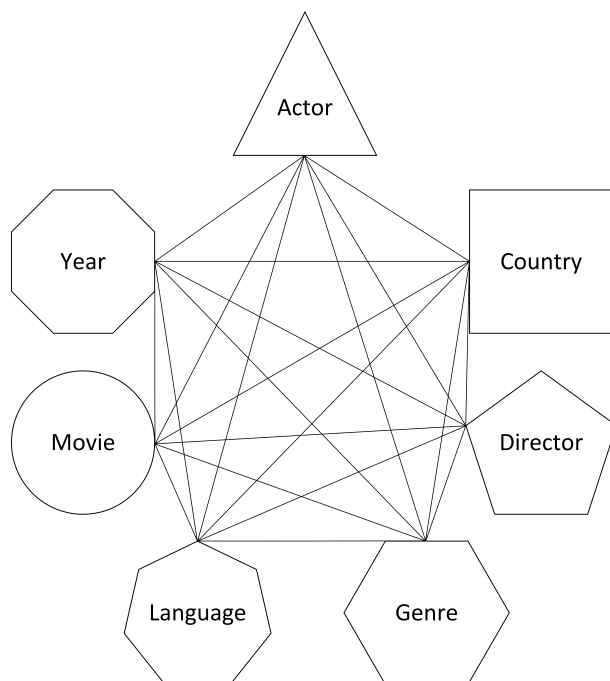 Actor
Year
Country
Movie
Director
Language
Genre